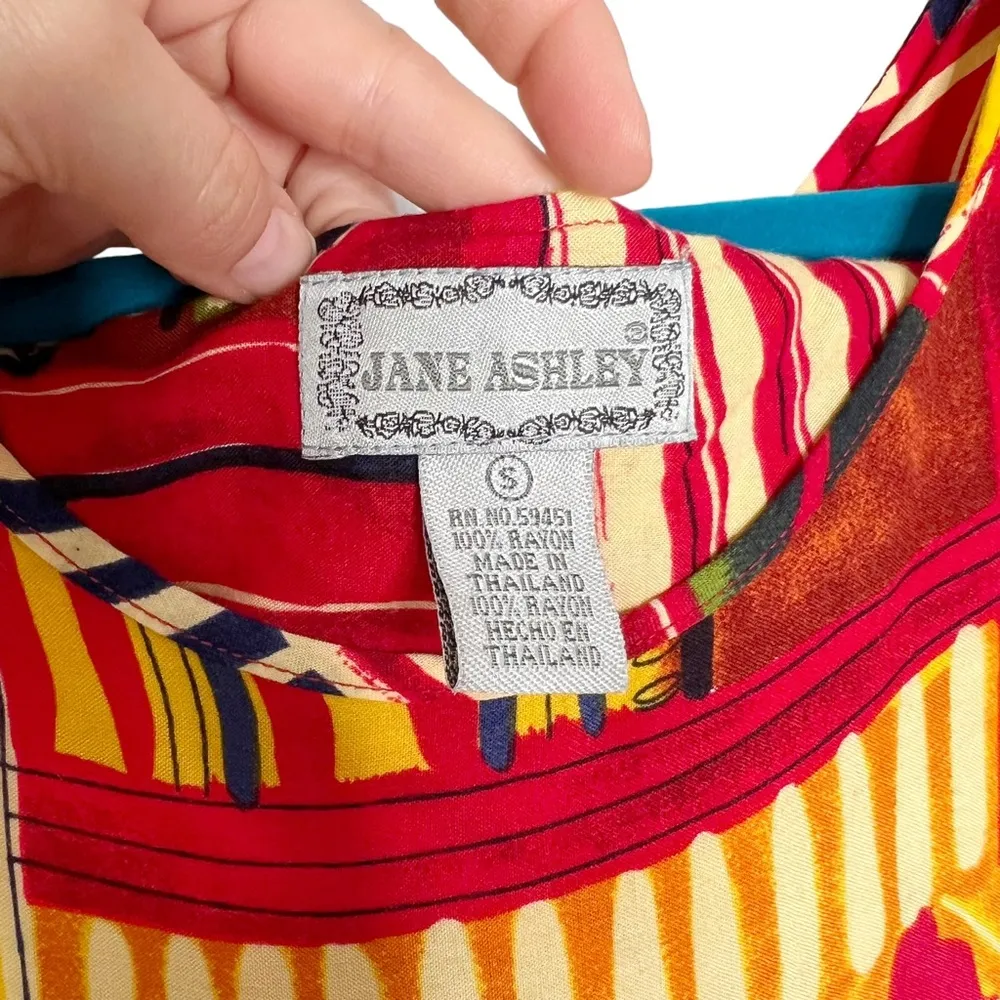 JANE ASHLEY®
S
RN. NO.59451
100% RAYON
MADE IN
THAILAND
100% RAYON
HECHO EN
THAILAND